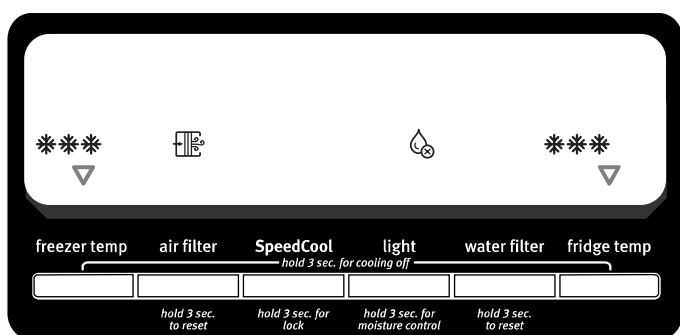 freezer temp air filter SpeedCool light water filter fridge temp
hold 3 sec. for cooling off
hold 3 sec. to reset
hold 3 sec. for lock
hold 3 sec. for moisture control
hold 3 sec. to reset